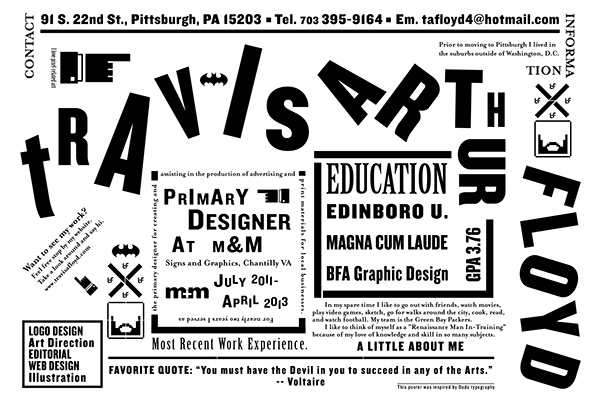 CONTACT
91 S. 22nd St., Pittsburgh, PA 15203 ▪ Tel. 703 395-9164 ▪ Em. tafloyd4@hotmail.com
INFORMA
TION
Prior to moving to Pittsburgh I lived in
the suburbs outside of Washington, D.C.
I like pixel related art
tRAVIS
ARTHUR
FLOYD
Want to see my work?
Feel free stop by my website.
Take a look around and say hi.
www.travisfloyd.com
the primary designer for creating and
assisting in the production of advertising and
print materials for local businesses.
For nearly two years I served as
PRIMARY
DESIGNER
AT M&M
Signs and Graphics, Chantilly VA
m&m
JULY 2011-
APRIL 2013
Most Recent Work Experience.
EDUCATION
EDINBORO U.
MAGNA CUM LAUDE
BFA Graphic Design
GPA 3.76
In my spare time I like to go out with friends, watch movies,
play video games, sketch, go for walks around the city, cook, read,
and watch football. My team is the Green Bay Packers.
I like to think of myself as a "Renaissance Man In-Training"
because of my love of knowledge and skill in so many subjects.
A LITTLE ABOUT ME
LOGO DESIGN
Art Direction
EDITORIAL
WEB DESIGN
Illustration
FAVORITE QUOTE: "You must have the Devil in you to succeed in any of the Arts."
-- Voltaire
This poster was inspired by Dada typography